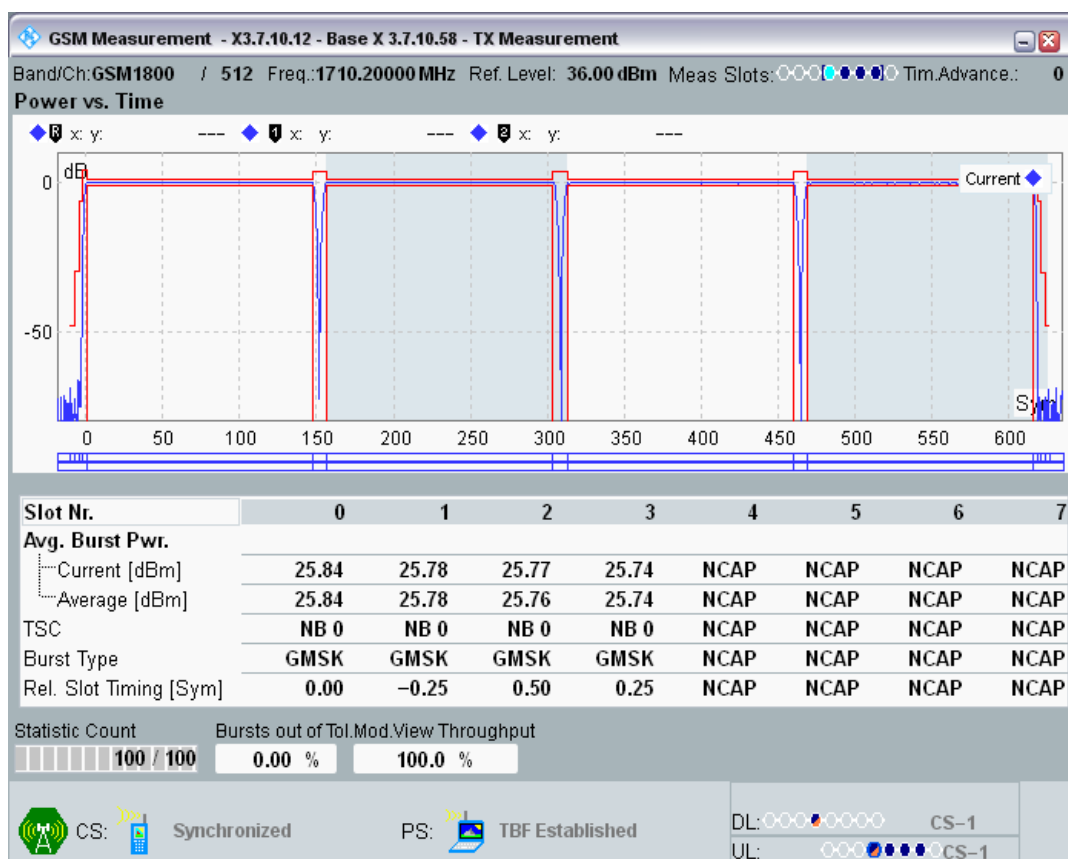 GSM Measurement - X3.7.10.12 - Base X 3.7.10.58 - TX Measurement
Band/Ch:GSM1800 / 512 Freq.:1710.20000 MHz Ref. Level: 36.00 dBm Meas Slots: Tim.Advance.: 0
Power vs. Time
R x: y: --- 1 x: y: --- 2 x: y: ---
dB
0
Current
-50
Sym
0 50 100 150 200 250 300 350 400 450 500 550 600
Slot Nr. 0 1 2 3 4 5 6 7
Avg. Burst Pwr.
Current [dBm] 25.84 25.78 25.77 25.74 NCAP NCAP NCAP NCAP
Average [dBm] 25.84 25.78 25.76 25.74 NCAP NCAP NCAP NCAP
TSC NB 0 NB 0 NB 0 NB 0 NCAP NCAP NCAP NCAP
Burst Type GMSK GMSK GMSK GMSK NCAP NCAP NCAP NCAP
Rel. Slot Timing [Sym] 0.00 −0.25 0.50 0.25 NCAP NCAP NCAP NCAP
Statistic Count Bursts out of Tol.Mod.View Throughput
100 / 100 0.00 % 100.0 %
CS: Synchronized PS: TBF Established
DL: CS−1
UL: CS−1